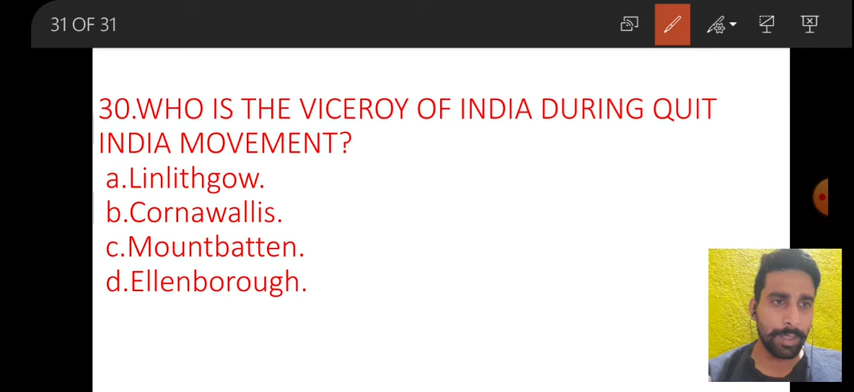 31 OF 31
30.WHO IS THE VICEROY OF INDIA DURING QUIT
INDIA MOVEMENT?
a.Linlithgow.
b.Cornawallis.
c.Mountbatten.
d.Ellenborough.